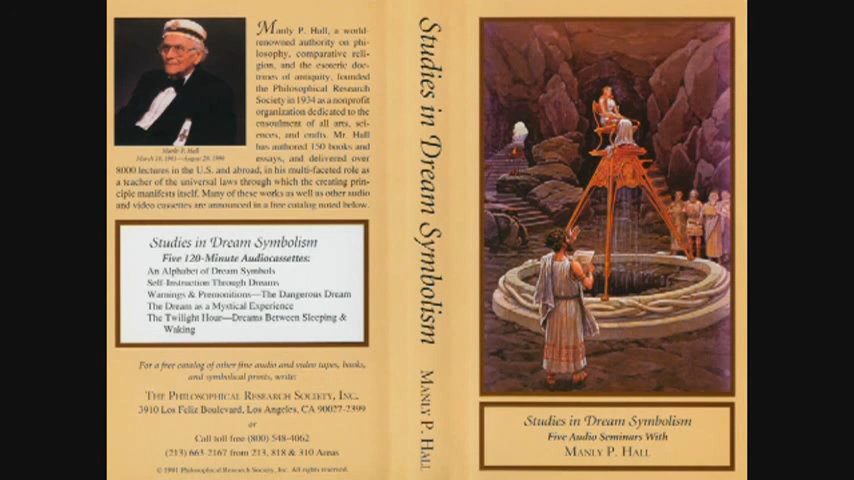 Manly P. Hall, a world-
renowned authority on phi-
losophy, comparative reli-
gion, and the esoteric doc-
trines of antiquity, founded
the Philosophical Research
Society in 1934 as a nonprofit
organization dedicated to the
ensoulment of all arts, sci-
ences, and crafts. Mr. Hall
has authored 150 books and
essays, and delivered over
8000 lectures in the U.S. and abroad, in his multi-faceted role as
a teacher of the universal laws through which the creating prin-
ciple manifests itself. Many of these works as well as other audio
and video cassettes are announced in a free catalog noted below.
Manly P. Hall
March 18, 1901—August 29, 1990
Studies in Dream Symbolism
Five 120-Minute Audiocassettes:
An Alphabet of Dream Symbols
Self-Instruction Through Dreams
Warnings & Premonitions—The Dangerous Dream
The Dream as a Mystical Experience
The Twilight Hour—Dreams Between Sleeping &
Waking
For a free catalog of other fine audio and video tapes, books,
and symbolical prints, write:
THE PHILOSOPHICAL RESEARCH SOCIETY, INC.
3910 Los Feliz Boulevard, Los Angeles, CA 90027-2399
or
Call toll free (800) 548-4062
(213) 663-2167 from 213, 818 & 310 Areas
© 1991 Philosophical Research Society, Inc. All rights reserved.
Studies in Dream Symbolism
MANLY P. HALL
Studies in Dream Symbolism
Five Audio Seminars With
MANLY P. HALL